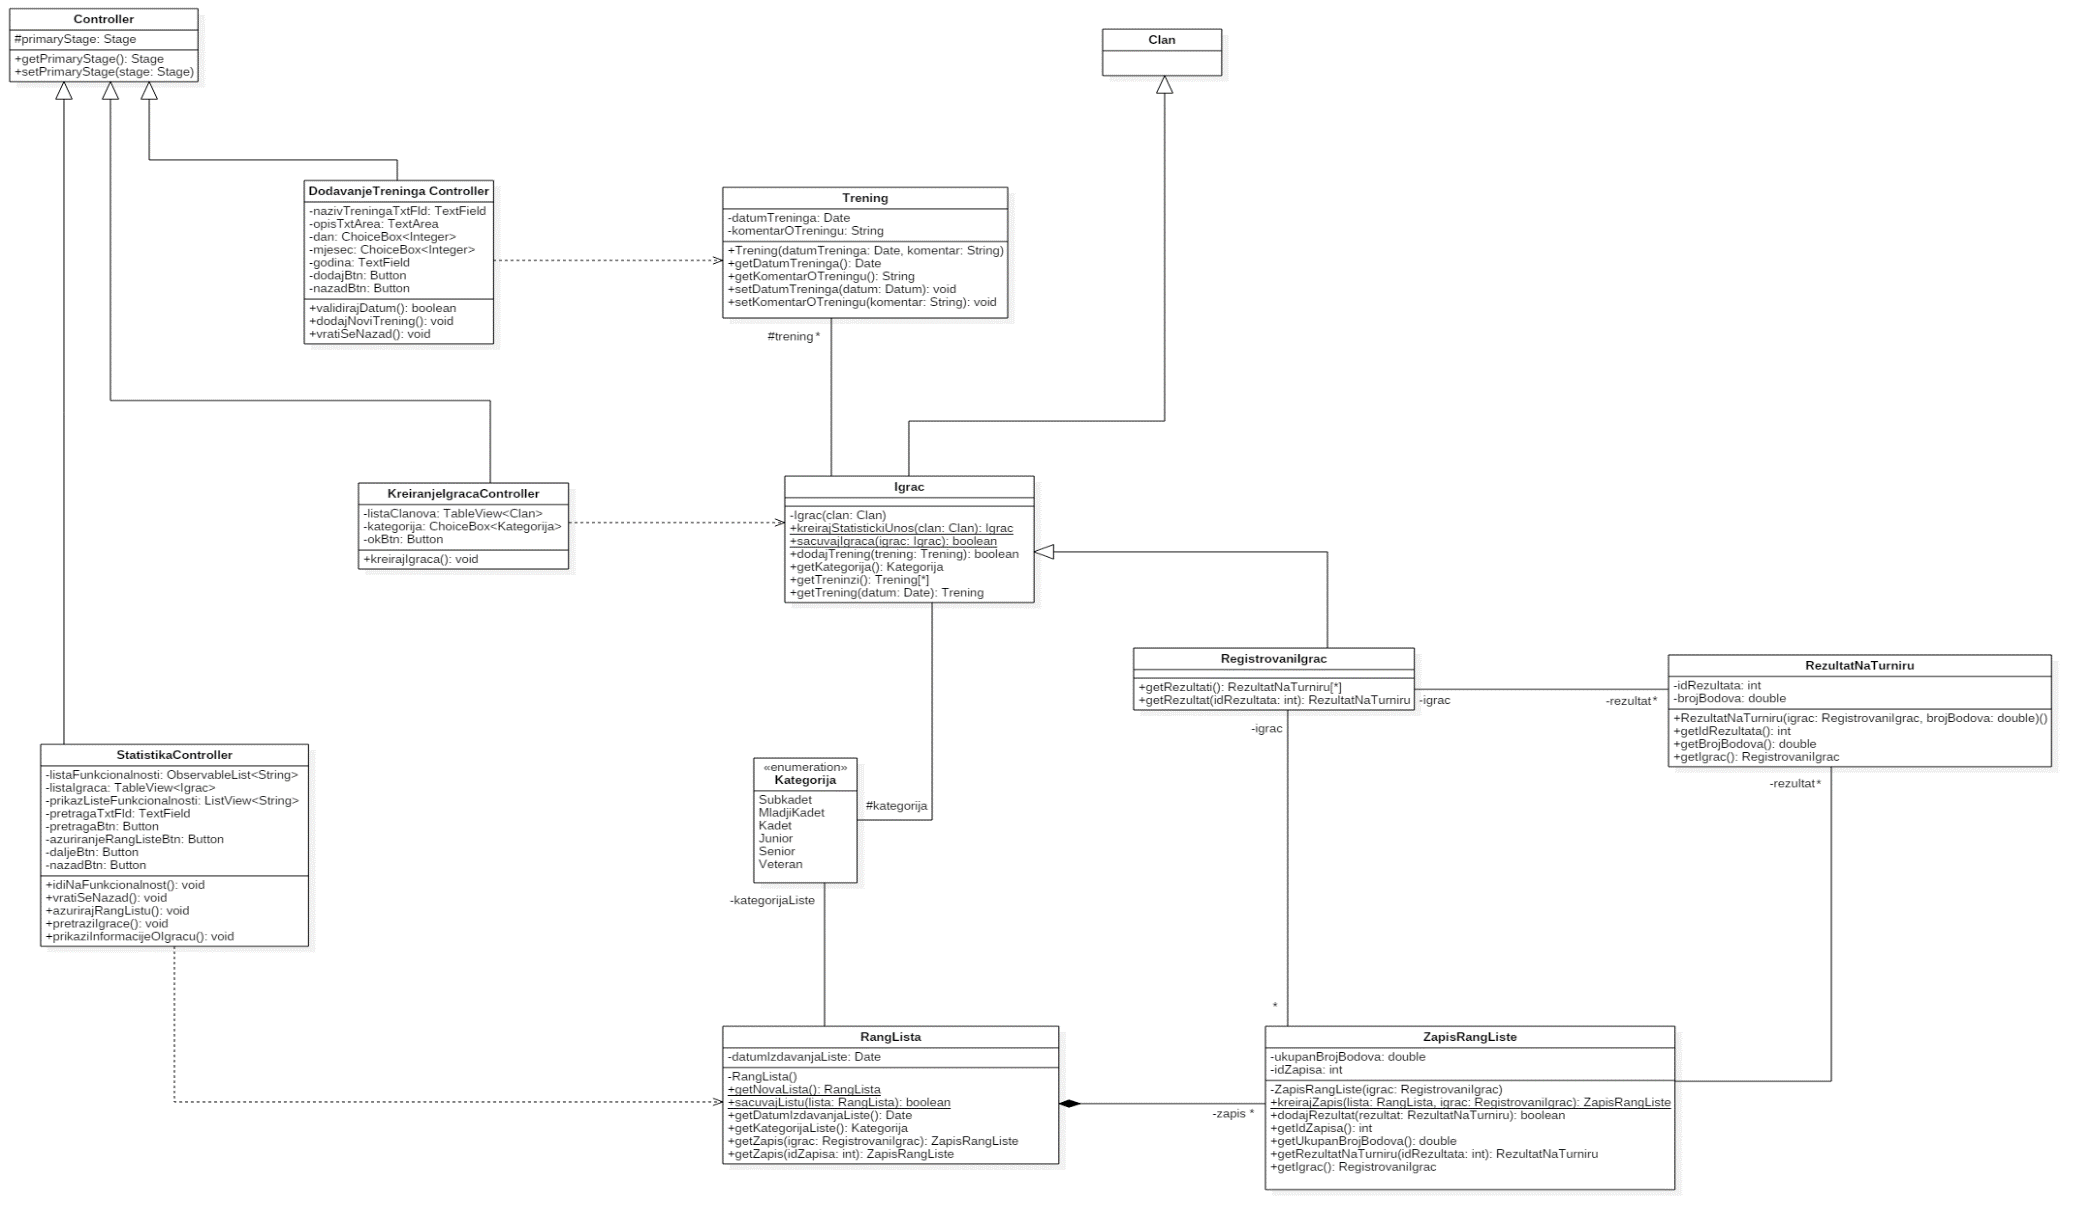 Controller
#primaryStage: Stage
+getPrimaryStage(): Stage
+setPrimaryStage(stage: Stage)
Clan
DodavanjeTreninga Controller
-nazivTreningaTxtFld: TextField
-opisTxtArea: TextArea
-dan: ChoiceBox<Integer>
-mjesec: ChoiceBox<Integer>
-godina: TextField
-dodajBtn: Button
-nazadBtn: Button
+validirajDatum(): boolean
+dodajNoviTrening(): void
+vratiSeNazad(): void
Trening
-datumTreninga: Date
-komentarOTreningu: String
+Trening(datumTreninga: Date, komentar: String)
+getDatumTreninga(): Date
+getKomentarOTreningu(): String
+setDatumTreninga(datum: Datum): void
+setKomentarOTreningu(komentar: String): void
#trening *
KreiranjeIgracaController
-listaClanova: TableView<Clan>
-kategorija: ChoiceBox<Kategorija>
-okBtn: Button
+kreirajIgraca(): void
Igrac
-Igrac(clan: Clan)
+kreirajStatistickiUnos(clan: Clan): Igrac
+sacuvajIgraca(igrac: Igrac): boolean
+dodajTrening(trening: Trening): boolean
+getKategorija(): Kategorija
+getTreninzi(): Trening[*]
+getTrening(datum: Date): Trening
RegistrovaniIgrac
+getRezultati(): RezultatNaTurniru[*]
+getRezultat(idRezultata: int): RezultatNaTurniru
-igrac
-rezultat *
-igrac
RezultatNaTurniru
-idRezultata: int
-brojBodova: double
+RezultatNaTurniru(igrac: RegistrovaniIgrac, brojBodova: double)()
+getIdRezultata(): int
+getBrojBodova(): double
+getIgrac(): RegistrovaniIgrac
-rezultat *
StatistikaController
-listaFunkcionalnosti: ObservableList<String>
-listaIgraca: TableView<Igrac>
-prikazListeFunkcionalnosti: ListView<String>
-pretragaTxtFld: TextField
-pretragaBtn: Button
-azuriranjeRangListeBtn: Button
-daljeBtn: Button
-nazadBtn: Button
+idiNaFunkcionalnost(): void
+vratiSeNazad(): void
+azurirajRangListu(): void
+pretraziIgrace(): void
+prikaziInformacijeOIgracu(): void
«enumeration»
Kategorija
Subkadet
MladjiKadet
Kadet
Junior
Senior
Veteran
#kategorija
-kategorijaListe
RangLista
-datumIzdavanjaListe: Date
-RangLista()
+getNovaLista(): RangLista
+sacuvajListu(lista: RangLista): boolean
+getDatumIzdavanjaListe(): Date
+getKategorijaListe(): Kategorija
+getZapis(igrac: RegistrovaniIgrac): ZapisRangListe
+getZapis(idZapisa: int): ZapisRangListe
-zapis *
*
ZapisRangListe
-ukupanBrojBodova: double
-idZapisa: int
-ZapisRangListe(igrac: RegistrovaniIgrac)
+kreirajZapis(lista: RangLista, igrac: RegistrovaniIgrac): ZapisRangListe
+dodajRezultat(rezultat: RezultatNaTurniru): boolean
+getIdZapisa(): int
+getUkupanBrojBodova(): double
+getRezultatNaTurniru(idRezultata: int): RezultatNaTurniru
+getIgrac(): RegistrovaniIgrac